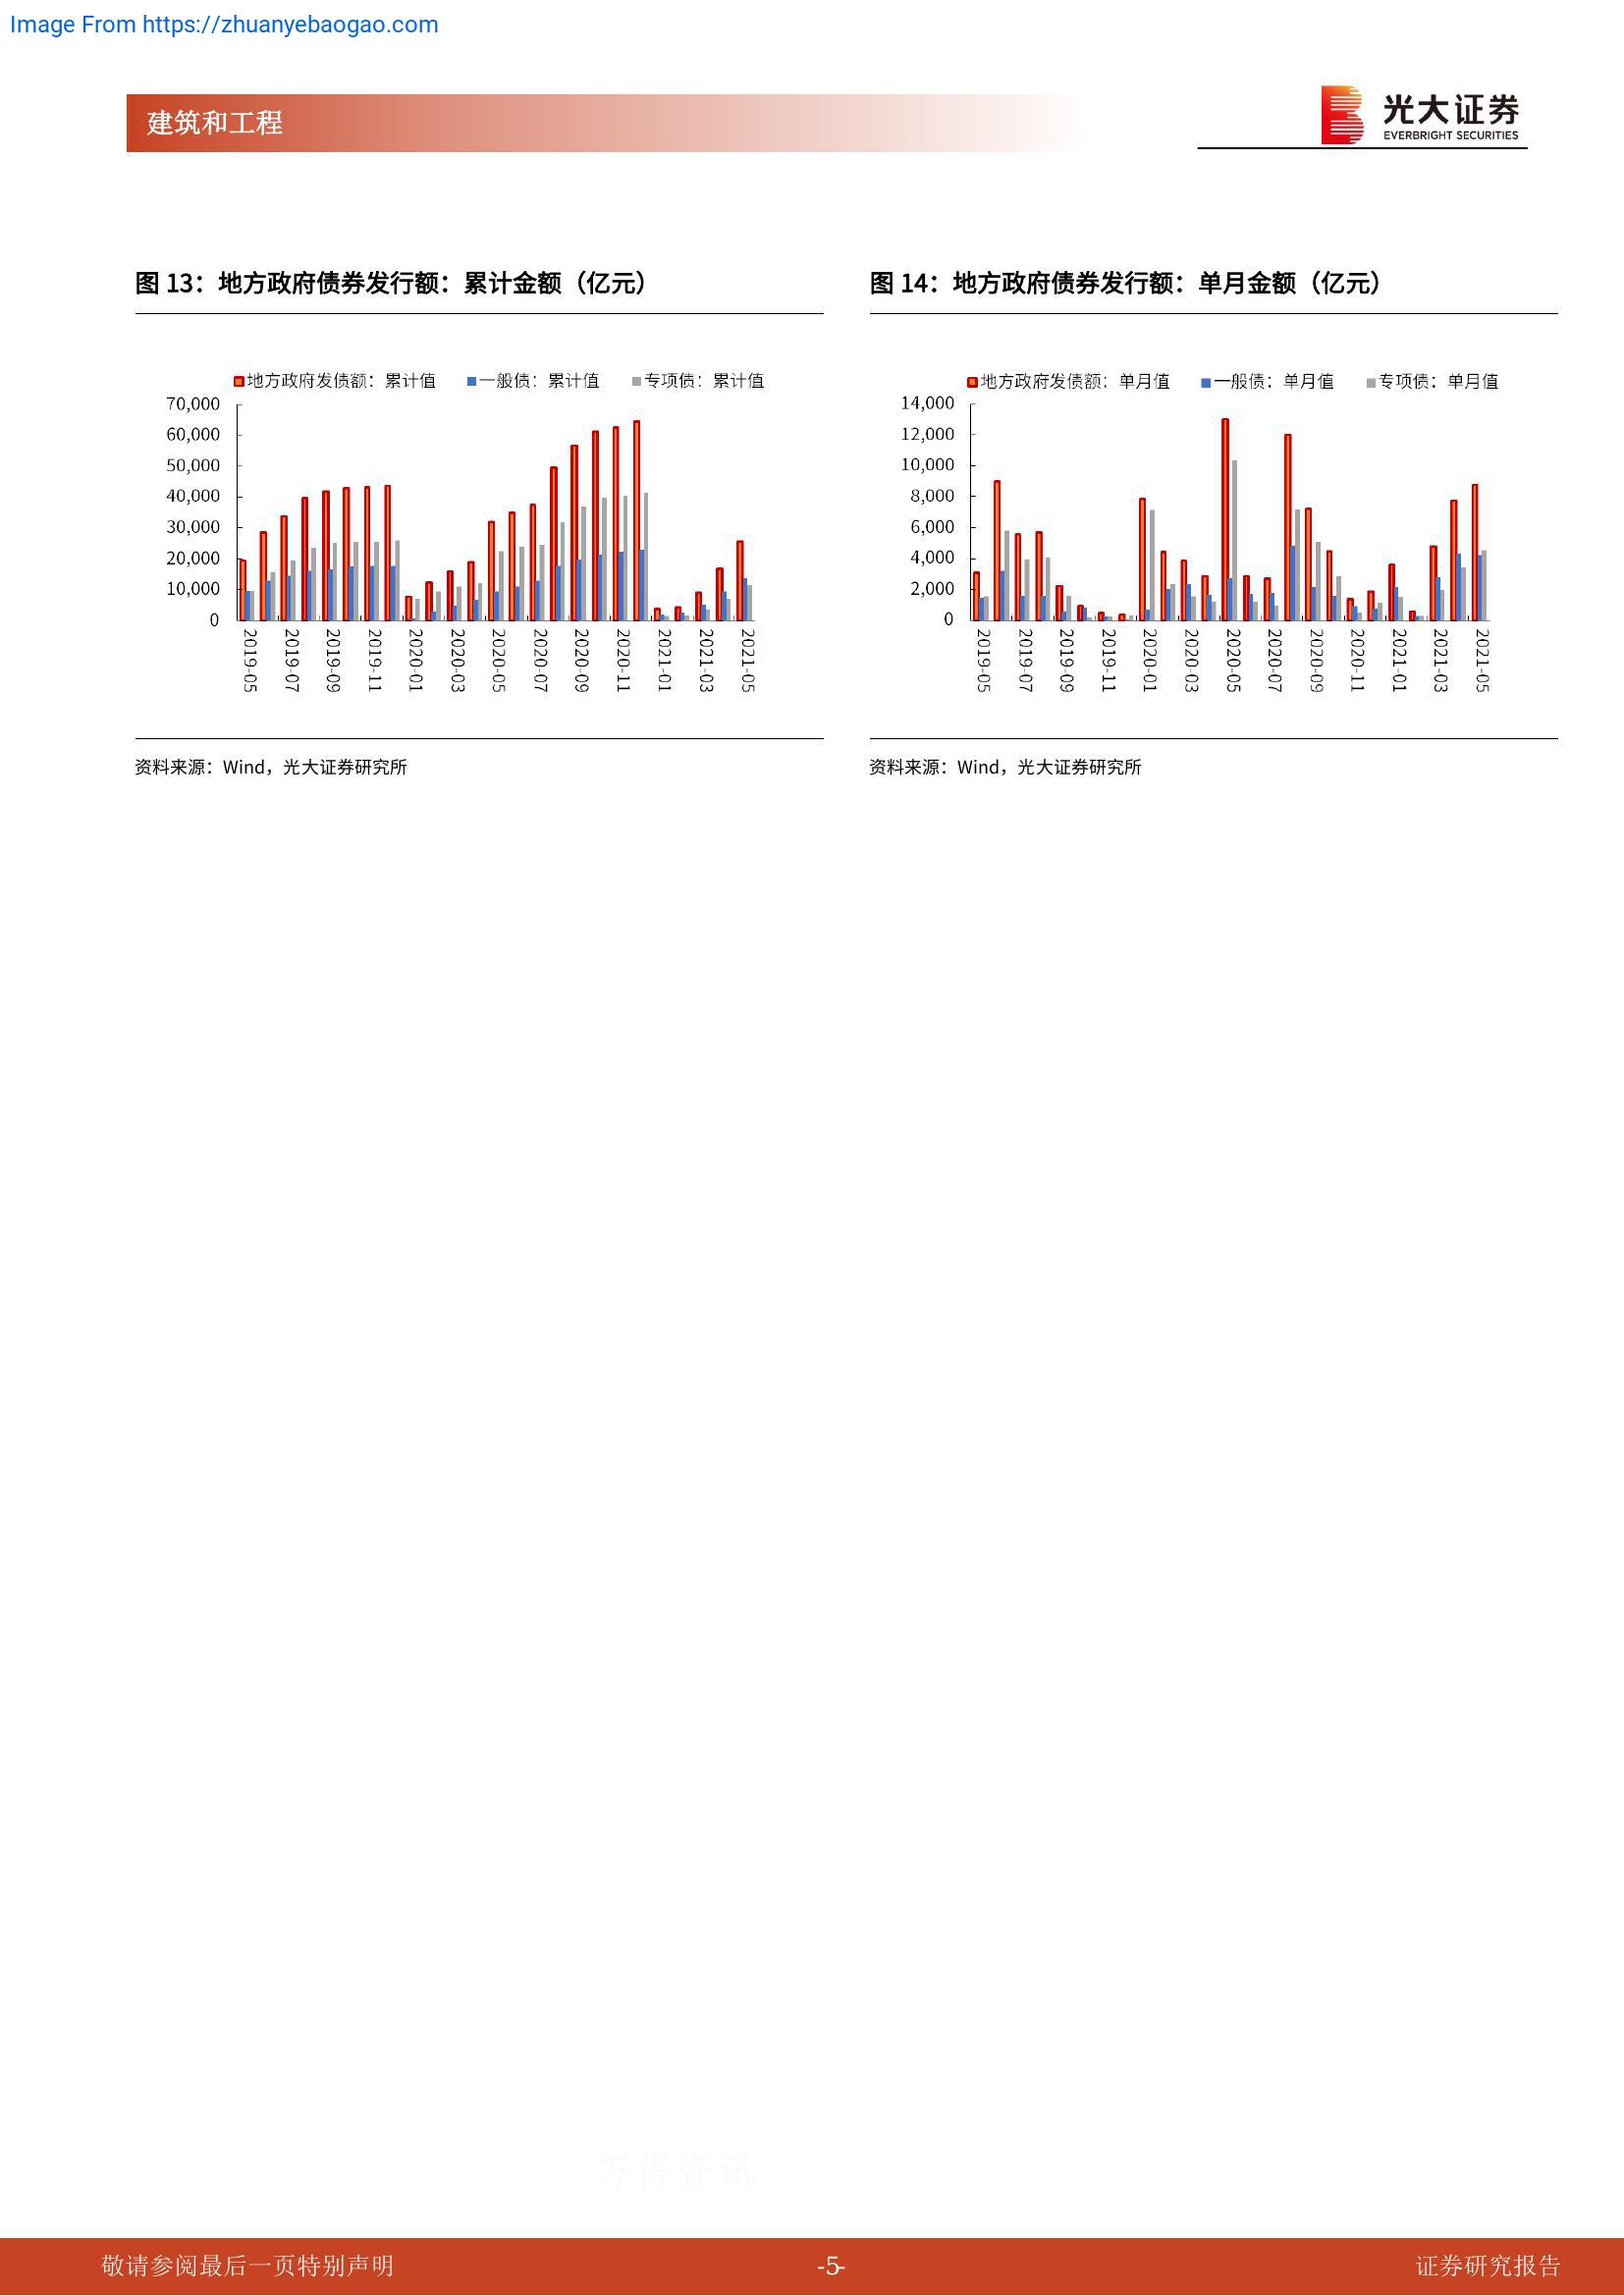 Image From https://zhuanyebaogao.com
建筑和工程
光大证券
EVERBRIGHT SECURITIES
图 13：地方政府债券发行额：累计金额（亿元）
地方政府发债额：累计值 一般债：累计值 专项债：累计值
70,000
60,000
50,000
40,000
30,000
20,000
10,000
0
2019-05 2019-07 2019-09 2019-11 2020-01 2020-03 2020-05 2020-07 2020-09 2020-11 2021-01 2021-03 2021-05
资料来源：Wind，光大证券研究所
图 14：地方政府债券发行额：单月金额（亿元）
地方政府发债额：单月值 一般债：单月值 专项债：单月值
14,000
12,000
10,000
8,000
6,000
4,000
2,000
0
2019-05 2019-07 2019-09 2019-11 2020-01 2020-03 2020-05 2020-07 2020-09 2020-11 2021-01 2021-03 2021-05
资料来源：Wind，光大证券研究所
万得资讯
敬请参阅最后一页特别声明 -5- 证券研究报告